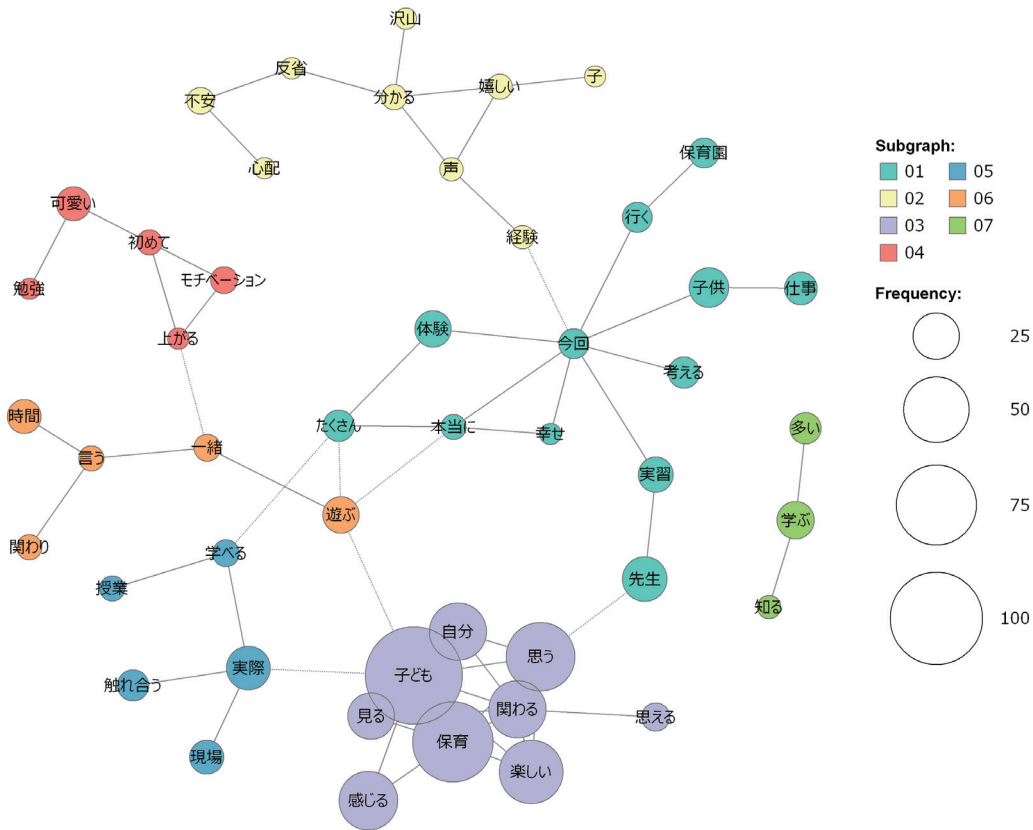 沢山
反省
子
嬉しい
分かる
不安
保育園
心配
声
可愛い
行く
経験
初めて
モチベーション
勉強
子供
仕事
体験
上がる
今回
考える
時間
たくさん
本当に
幸せ
多い
一緒
言う
実習
遊ぶ
学ぶ
関わり
学べる
授業
先生
知る
自分
思う
実際
子ども
触れ合う
見る
関わる
思える
保育
現場
楽しい
感じる
Subgraph:
01
05
02
06
03
07
04
Frequency:
25
50
75
100